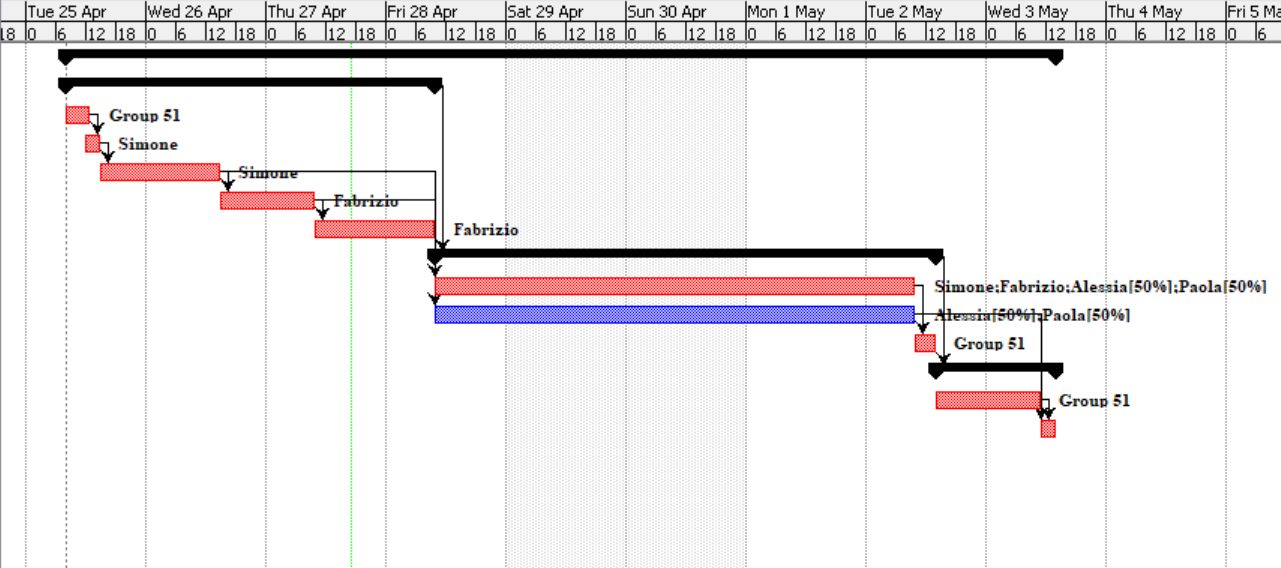 Tue 25 Apr Wed 26 Apr Thu 27 Apr Fri 28 Apr Sat 29 Apr Sun 30 Apr Mon 1 May Tue 2 May Wed 3 May Thu 4 May Fri 5 Ma
18 0 6 12 18 0 6 12 18 0 6 12 18 0 6 12 18 0 6 12 18 0 6 12 18 0 6 12 18 0 6 12 18 0 6 12 18 0 6 12 18 0 6
Group 51
Simone
Simone
Fabrizio
Fabrizio
Simone;Fabrizio;Alessia[50%];Paola[50%]
Alessia[50%];Paola[50%]
Group 51
Group 51